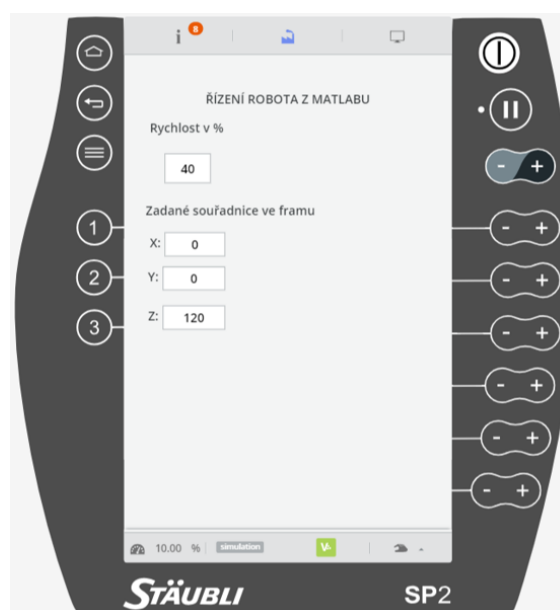 i 8
ŘÍZENÍ ROBOTA Z MATLABU
Rychlost v %
40
Zadané souřadnice ve framu
X: 0
Y: 0
Z: 120
1
2
3
- +
- +
- +
- +
- +
- +
- +
10.00 % simulation V-
STÄUBLI SP2